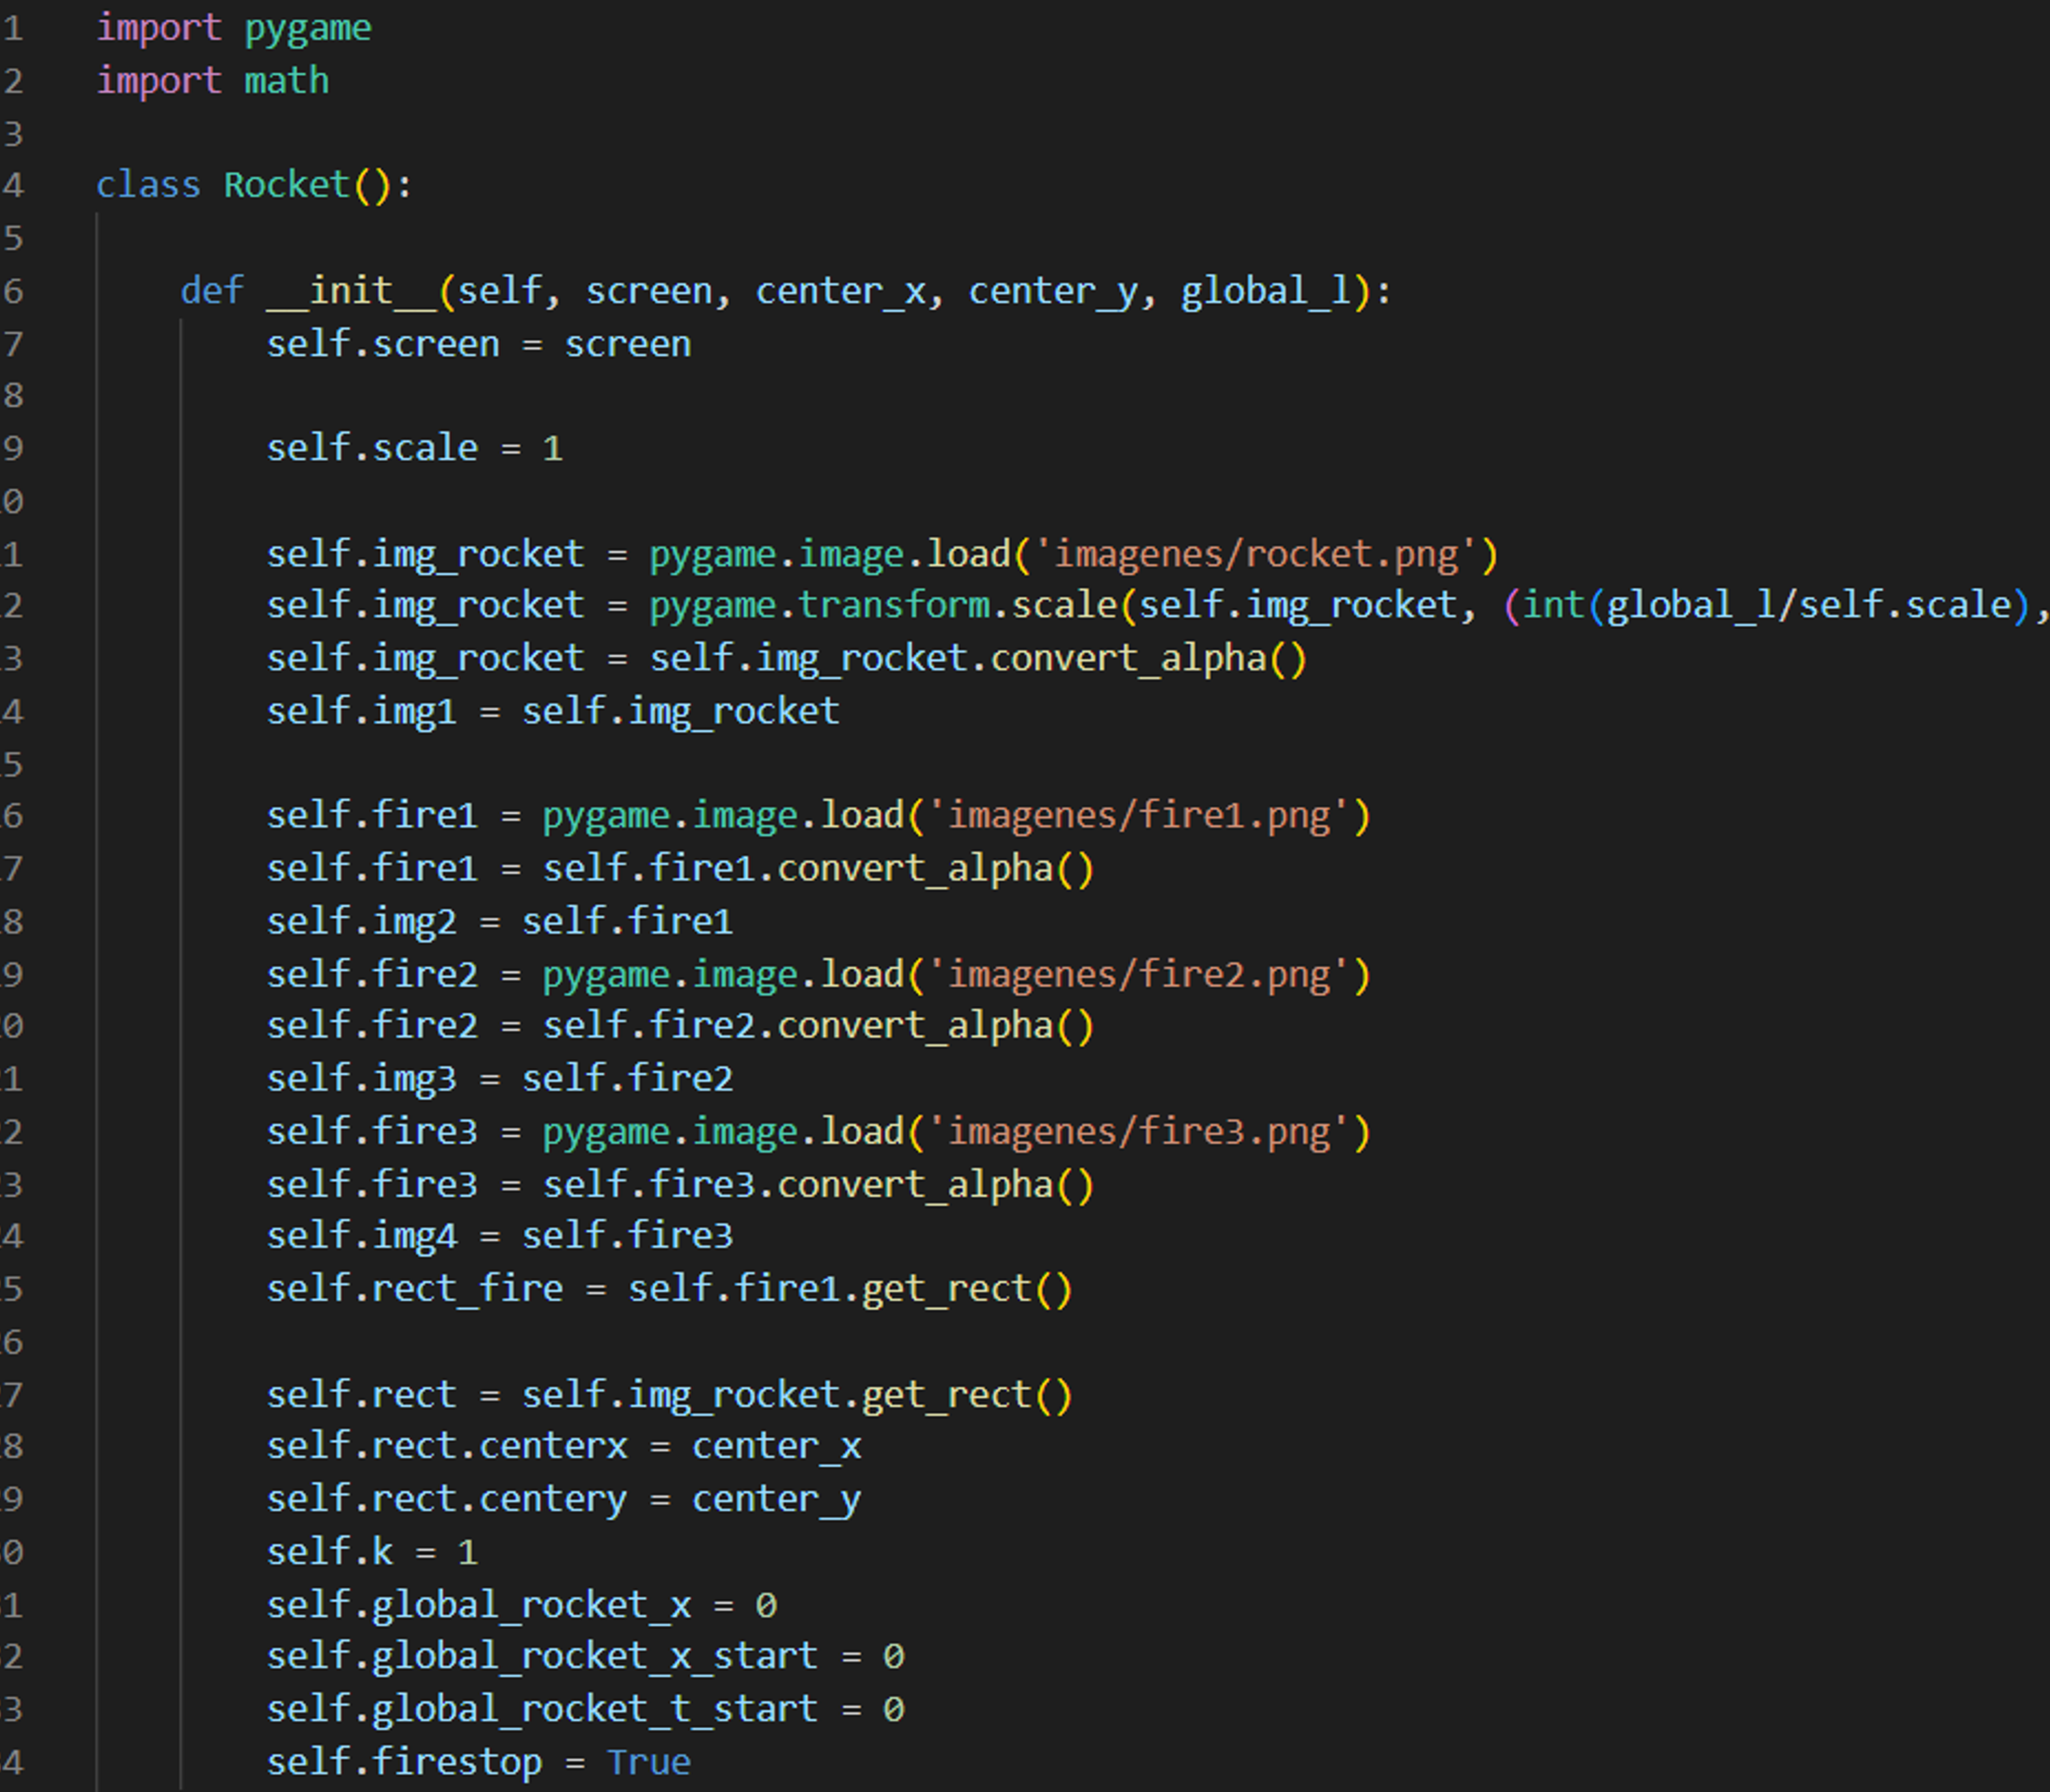 1 import pygame
2 import math
3
4 class Rocket():
5
6     def __init__(self, screen, center_x, center_y, global_l):
7         self.screen = screen
8
9         self.scale = 1
0
1         self.img_rocket = pygame.image.load('imagenes/rocket.png')
2         self.img_rocket = pygame.transform.scale(self.img_rocket, (int(global_l/self.scale),
3         self.img_rocket = self.img_rocket.convert_alpha()
4         self.img1 = self.img_rocket
5
6         self.fire1 = pygame.image.load('imagenes/fire1.png')
7         self.fire1 = self.fire1.convert_alpha()
8         self.img2 = self.fire1
9         self.fire2 = pygame.image.load('imagenes/fire2.png')
0         self.fire2 = self.fire2.convert_alpha()
1         self.img3 = self.fire2
2         self.fire3 = pygame.image.load('imagenes/fire3.png')
3         self.fire3 = self.fire3.convert_alpha()
4         self.img4 = self.fire3
5         self.rect_fire = self.fire1.get_rect()
6
7         self.rect = self.img_rocket.get_rect()
8         self.rect.centerx = center_x
9         self.rect.centery = center_y
0         self.k = 1
1         self.global_rocket_x = 0
2         self.global_rocket_x_start = 0
3         self.global_rocket_t_start = 0
4         self.firestop = True